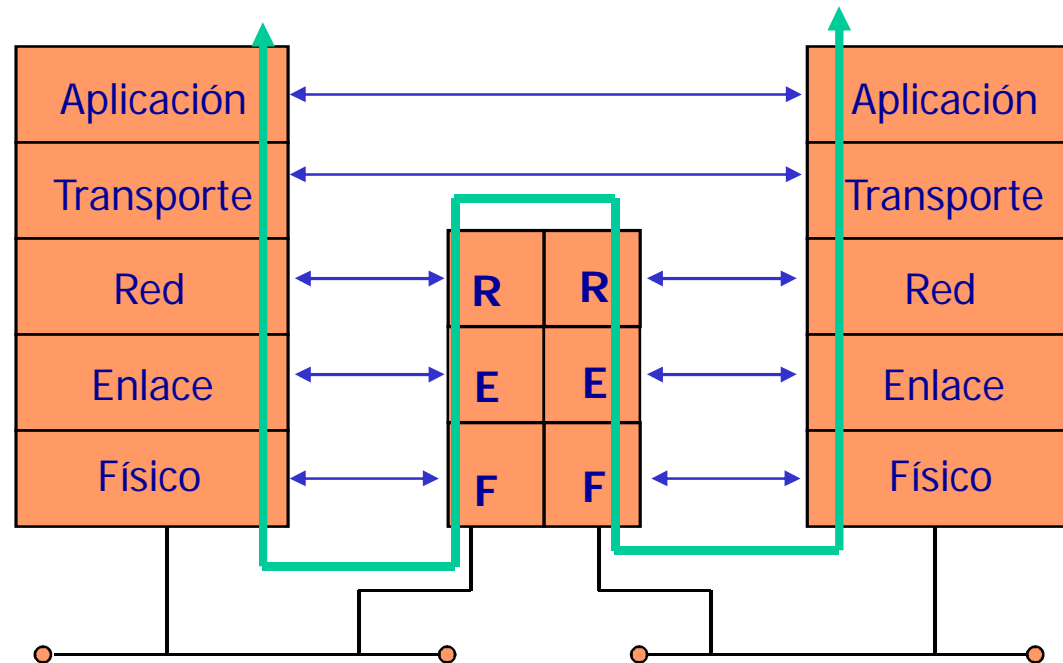 Aplicación
Transporte
Red
Enlace
Físico
R R
E E
F F
Aplicación
Transporte
Red
Enlace
Físico